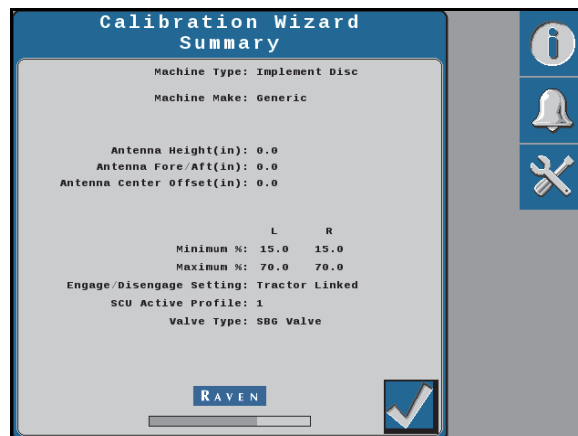 Calibration Wizard
Summary
Machine Type: Implement Disc
Machine Make: Generic
Antenna Height(in): 0.0
Antenna Fore/Aft(in): 0.0
Antenna Center Offset(in): 0.0
L R
Minimum %: 15.0 15.0
Maximum %: 70.0 70.0
Engage/Disengage Setting: Tractor Linked
SCU Active Profile: 1
Valve Type: SBG Valve
RAVEN